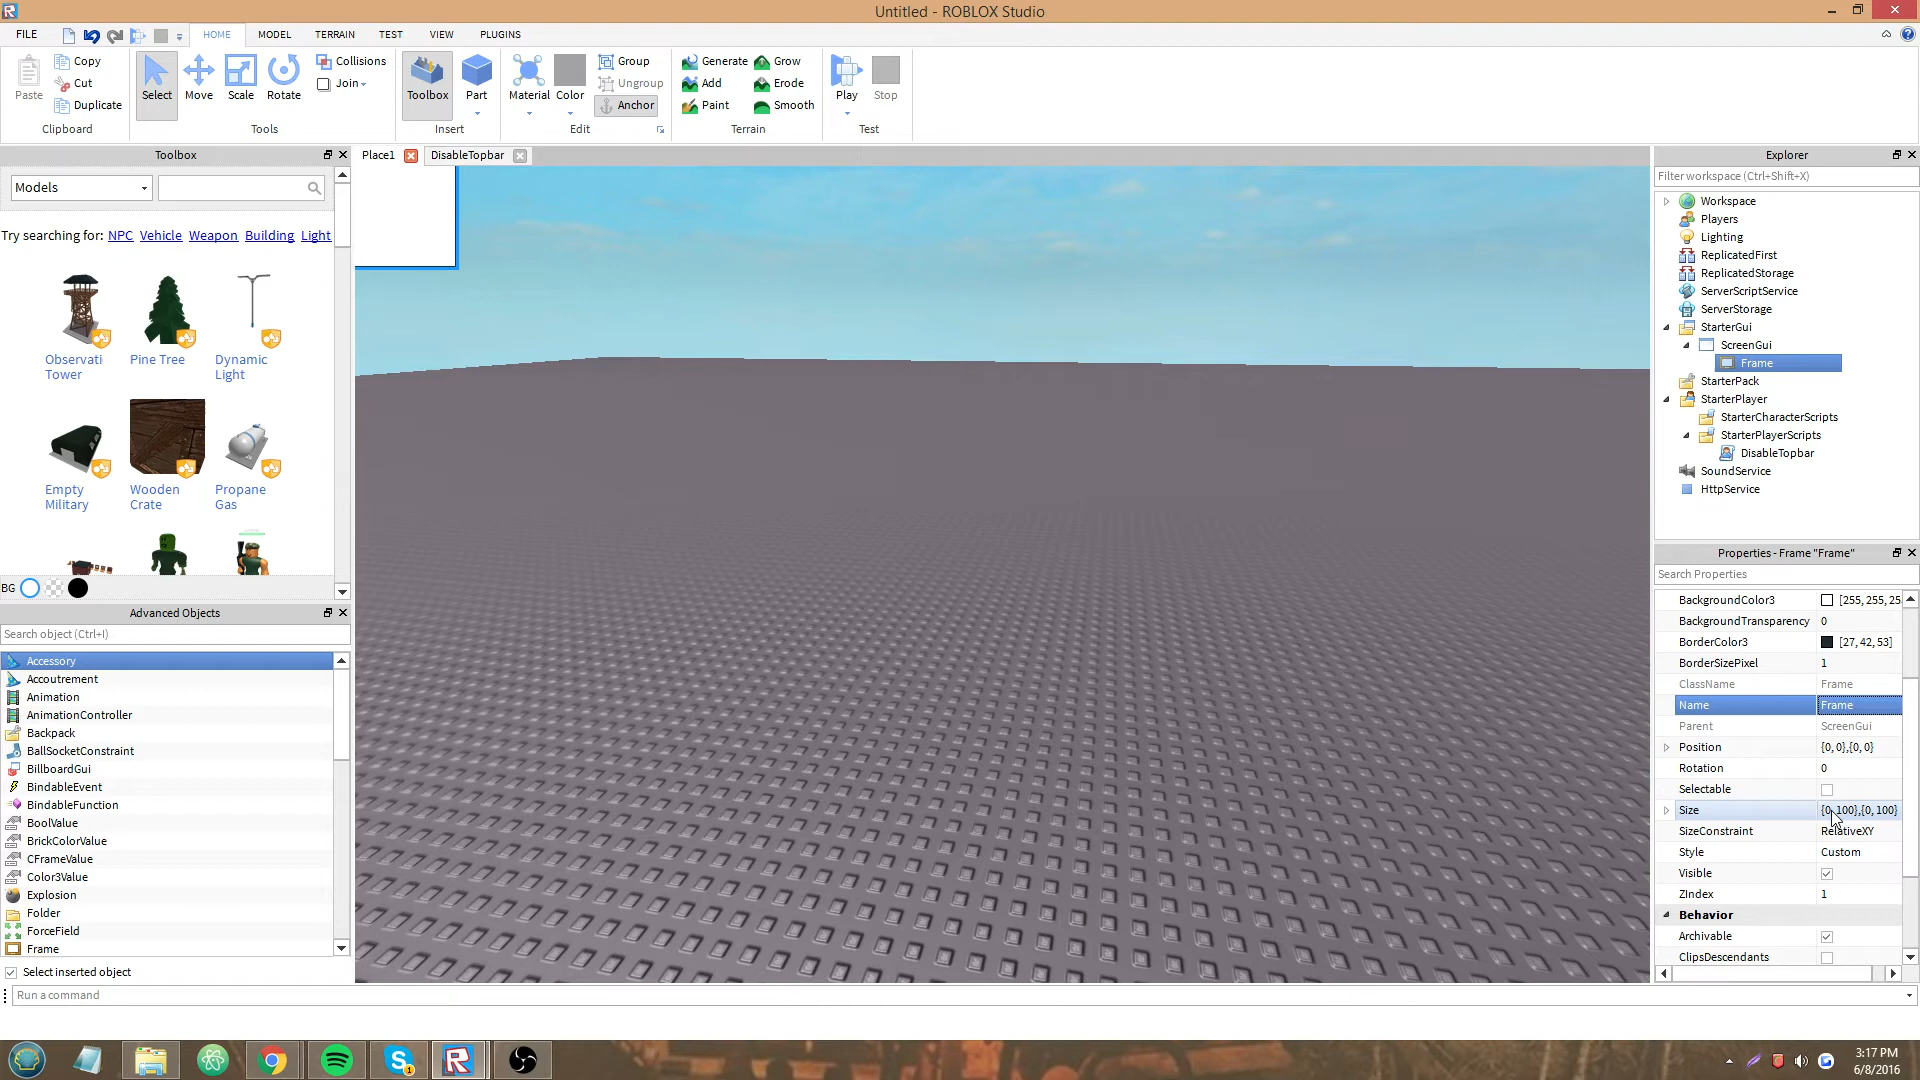 Untitled - ROBLOX Studio
FILE HOME MODEL TERRAIN TEST VIEW PLUGINS
Paste Copy Cut Duplicate Clipboard
Select Move Scale Rotate Collisions Join Tools
Toolbox Part Insert
Material Color Group Ungroup Anchor Edit
Generate Add Paint Grow Erode Smooth Terrain
Play Stop Test
Toolbox
Models
Try searching for: NPC Vehicle Weapon Building Light
Observati Tower
Pine Tree
Dynamic Light
Empty Military
Wooden Crate
Propane Gas
BG
Advanced Objects
Search object (Ctrl+I)
Accessory
Accoutrement
Animation
AnimationController
Backpack
BallSocketConstraint
BillboardGui
BindableEvent
BindableFunction
BoolValue
BrickColorValue
CFrameValue
Color3Value
Explosion
Folder
ForceField
Frame
Select inserted object
Run a command
Place1 DisableTopbar
Explorer
Filter workspace (Ctrl+Shift+X)
Workspace
Players
Lighting
ReplicatedFirst
ReplicatedStorage
ServerScriptService
ServerStorage
StarterGui
ScreenGui
Frame
StarterPack
StarterPlayer
StarterCharacterScripts
StarterPlayerScripts
DisableTopbar
SoundService
HttpService
Properties - Frame "Frame"
Search Properties
BackgroundColor3 [255, 255, 25
BackgroundTransparency 0
BorderColor3 [27, 42, 53]
BorderSizePixel 1
ClassName Frame
Name Frame
Parent ScreenGui
Position {0, 0},{0, 0}
Rotation 0
Selectable
Size {0, 100},{0, 100}
SizeConstraint RelativeXY
Style Custom
Visible
ZIndex 1
Behavior
Archivable
ClipsDescendants
3:17 PM
6/8/2016